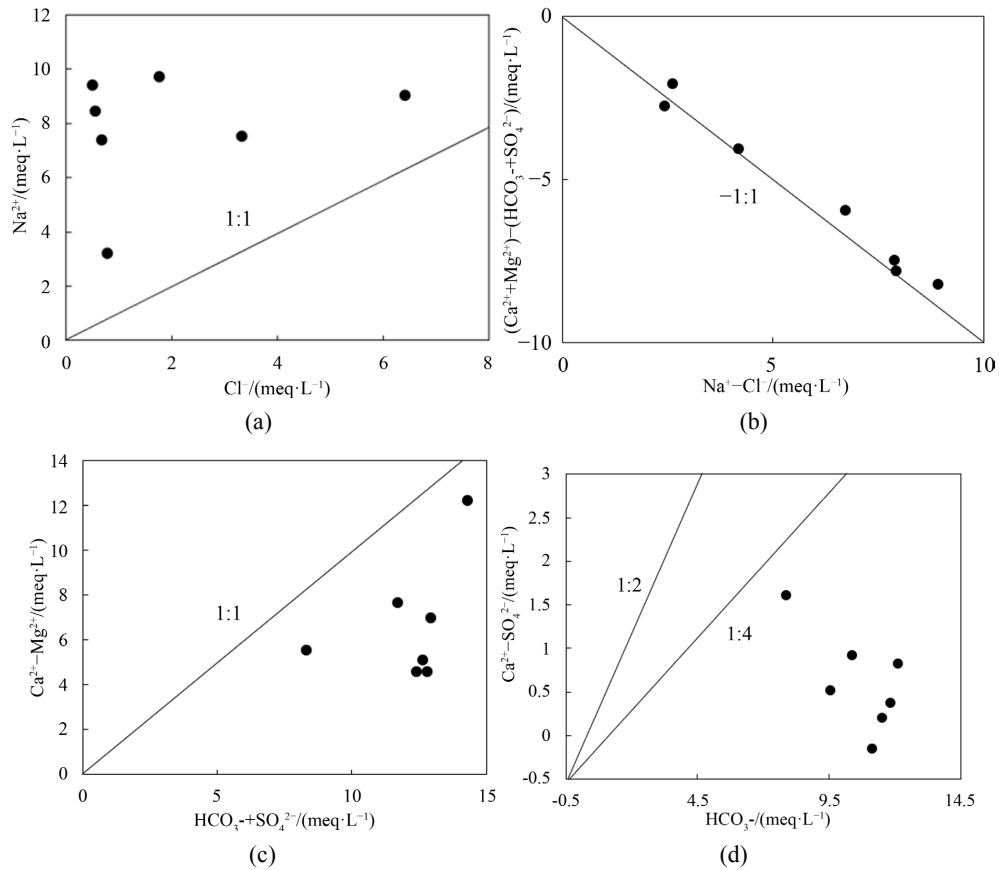 12
10
8
6
4
2
0
Na²⁺/(meq·L⁻¹)
1:1
0 2 4 6 8
Cl⁻/(meq·L⁻¹)
(a)
0
−5
−10
(Ca²⁺+Mg²⁺)−(HCO₃-+SO₄²⁻)/(meq·L⁻¹)
−1:1
0 5 10
Na⁺−Cl⁻/(meq·L⁻¹)
(b)
14
12
10
8
6
4
2
0
Ca²⁺−Mg²⁺/(meq·L⁻¹)
1:1
0 5 10 15
HCO₃-+SO₄²⁻/(meq·L⁻¹)
(c)
3
2.5
2
1.5
1
0.5
0
-0.5
Ca²⁺−SO₄²⁻/(meq·L⁻¹)
1:2
1:4
-0.5 4.5 9.5 14.5
HCO₃-/(meq·L⁻¹)
(d)